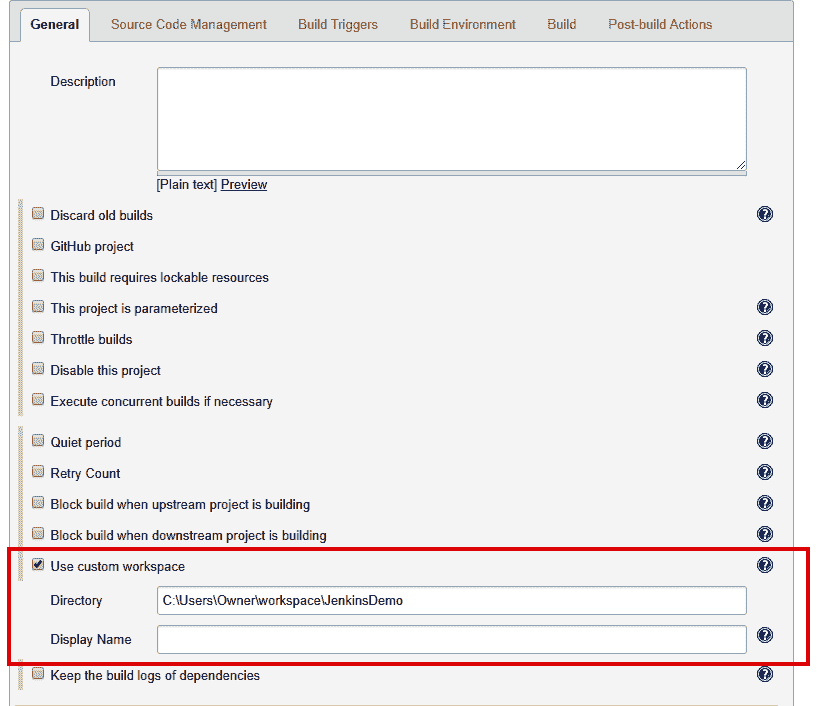 General Source Code Management Build Triggers Build Environment Build Post-build Actions
Description
[Plain text] Preview
Discard old builds ?
GitHub project
This build requires lockable resources
This project is parameterized ?
Throttle builds ?
Disable this project ?
Execute concurrent builds if necessary ?
Quiet period ?
Retry Count ?
Block build when upstream project is building ?
Block build when downstream project is building ?
Use custom workspace ?
Directory C:\Users\Owner\workspace\JenkinsDemo
Display Name ?
Keep the build logs of dependencies ?